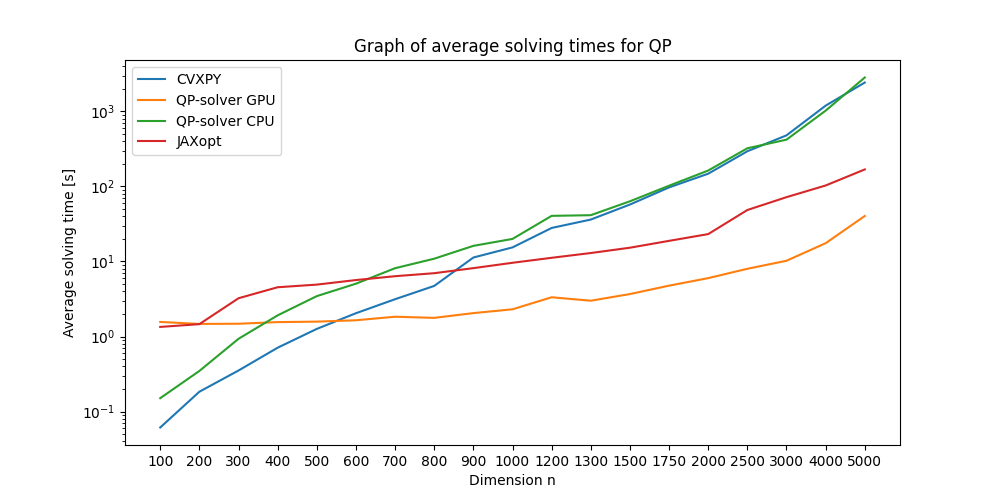 Graph of average solving times for QP
CVXPY
QP-solver GPU
QP-solver CPU
JAXopt
Average solving time [s]
10³
10²
10¹
10⁰
10⁻¹
100 200 300 400 500 600 700 800 900 1000 1200 1300 1500 1750 2000 2500 3000 4000 5000
Dimension n